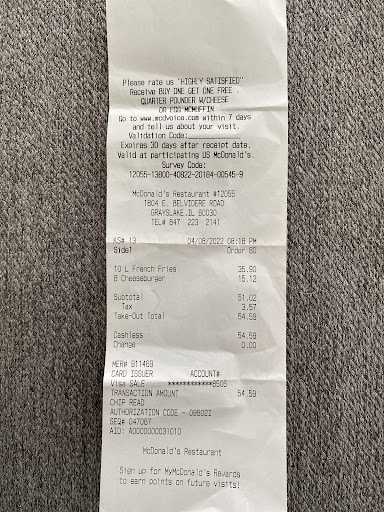 Please rate us "HIGHLY SATISFIED"
Receive BUY ONE GET ONE FREE
QUARTER POUNDER W/CHEESE
OR EGG MCMUFFIN
Go to www.mcdvoice.com within 7 days
and tell us about your visit.
Validation Code:
Expires 30 days after receipt date.
Valid at participating US McDonald's.
Survey Code:
12055-13800-40822-20184-00545-9
McDonald's Restaurant #12055
1804 E. BELVIDERE ROAD
GRAYSLAKE,IL 60030
TEL# 847 223 2141
KS# 13 04/08/2022 08:18 PM
Side1 Order 80
10 L French Fries 35.90
8 Cheeseburger 15.12
Subtotal 51.02
Tax 3.57
Take-Out Total 54.59
Cashless 54.59
Change 0.00
MER# 911469
CARD ISSUER ACCOUNT#
Visa SALE ************8506
TRANSACTION AMOUNT 54.59
CHIP READ
AUTHORIZATION CODE - 09502I
SEQ# 047067
AID: A0000000031010
McDonald's Restaurant
Sign up for MyMcDonald's Rewards
to earn points on future visits!